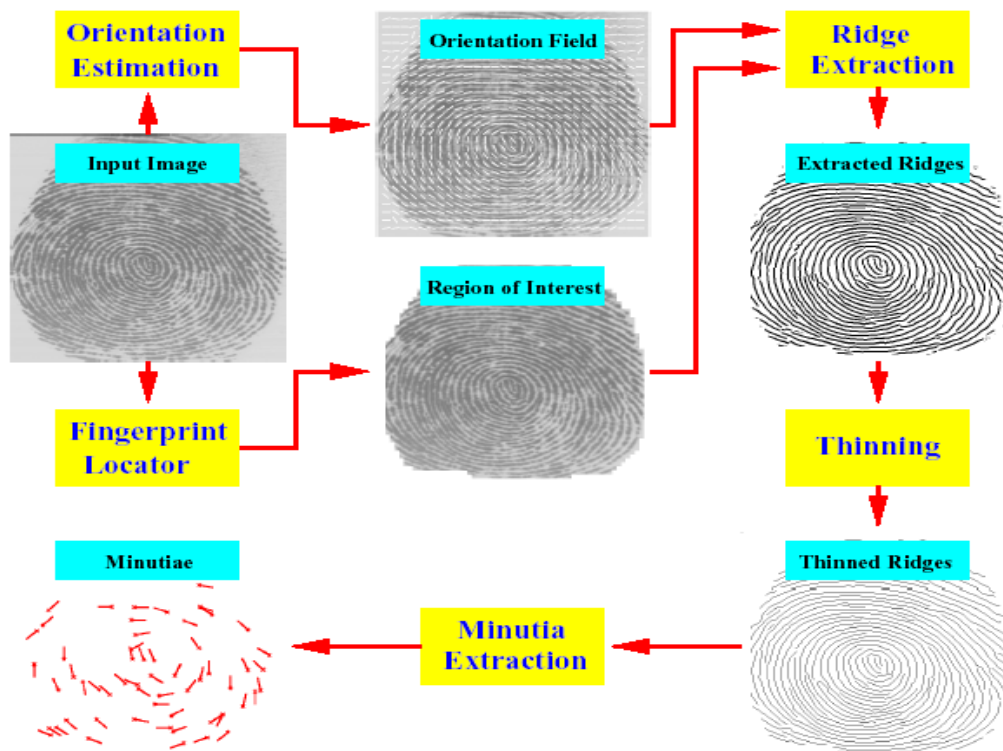 Orientation
Estimation
Orientation Field
Ridge
Extraction
Input Image
Extracted Ridges
Region of Interest
Fingerprint
Locator
Thinning
Minutiae
Thinned Ridges
Minutia
Extraction